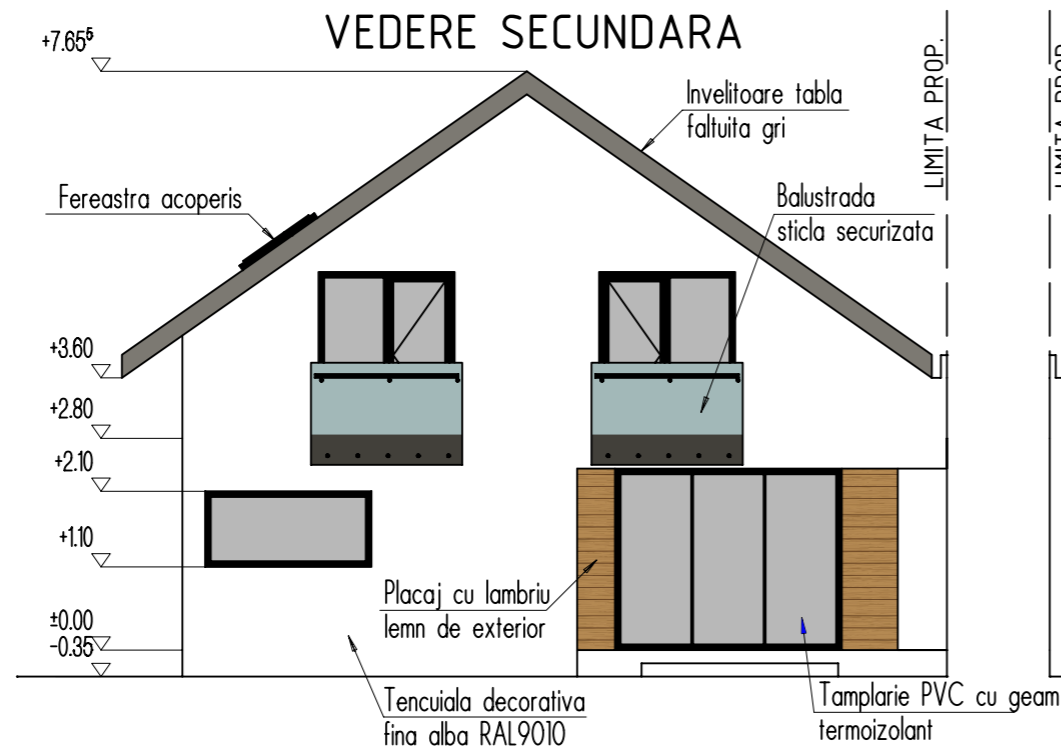 VEDERE SECUNDARA
+7.65⁵
LIMITA PROP.
LIMITA PROP.
Invelitoare tabla
faltuita gri
Fereastra acoperis
Balustrada
sticla securizata
+3.60
+2.80
+2.10
+1.10
±0.00
-0.35
Placaj cu lambriu
lemn de exterior
Tencuiala decorativa
fina alba RAL9010
Tamplarie PVC cu geam
termoizolant